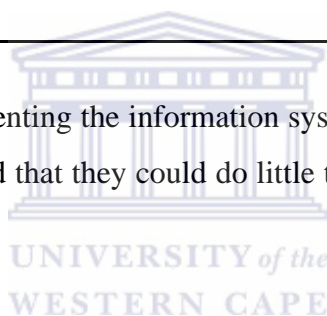 enting the information sys
d that they could do little t
UNIVERSITY of the
WESTERN CAPE